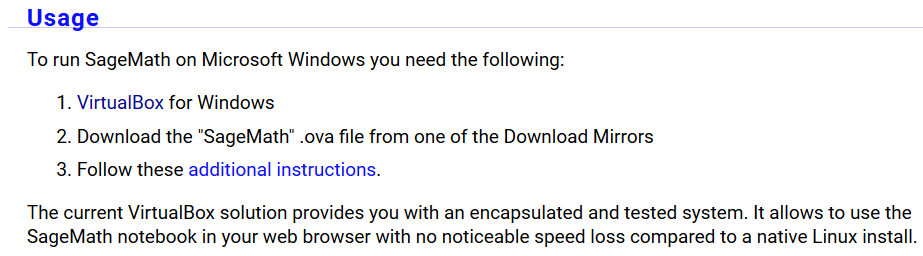 Usage
To run SageMath on Microsoft Windows you need the following:
1. VirtualBox for Windows
2. Download the "SageMath" .ova file from one of the Download Mirrors
3. Follow these additional instructions.
The current VirtualBox solution provides you with an encapsulated and tested system. It allows to use the
SageMath notebook in your web browser with no noticeable speed loss compared to a native Linux install.